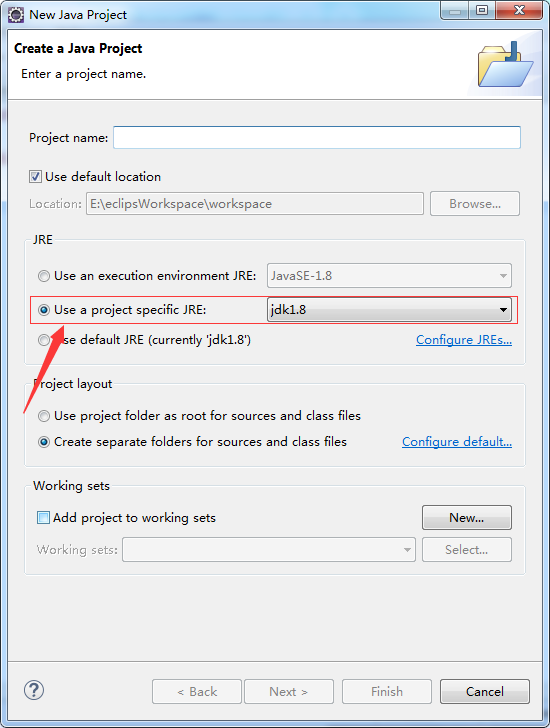 New Java Project
Create a Java Project
Enter a project name.
Project name:
Use default location
Location: E:\eclipsWorkspace\workspace Browse...
JRE
Use an execution environment JRE: JavaSE-1.8
Use a project specific JRE: jdk1.8
Use default JRE (currently 'jdk1.8') Configure JREs...
Project layout
Use project folder as root for sources and class files
Create separate folders for sources and class files Configure default...
Working sets
Add project to working sets New...
Working sets: Select...
? < Back Next > Finish Cancel